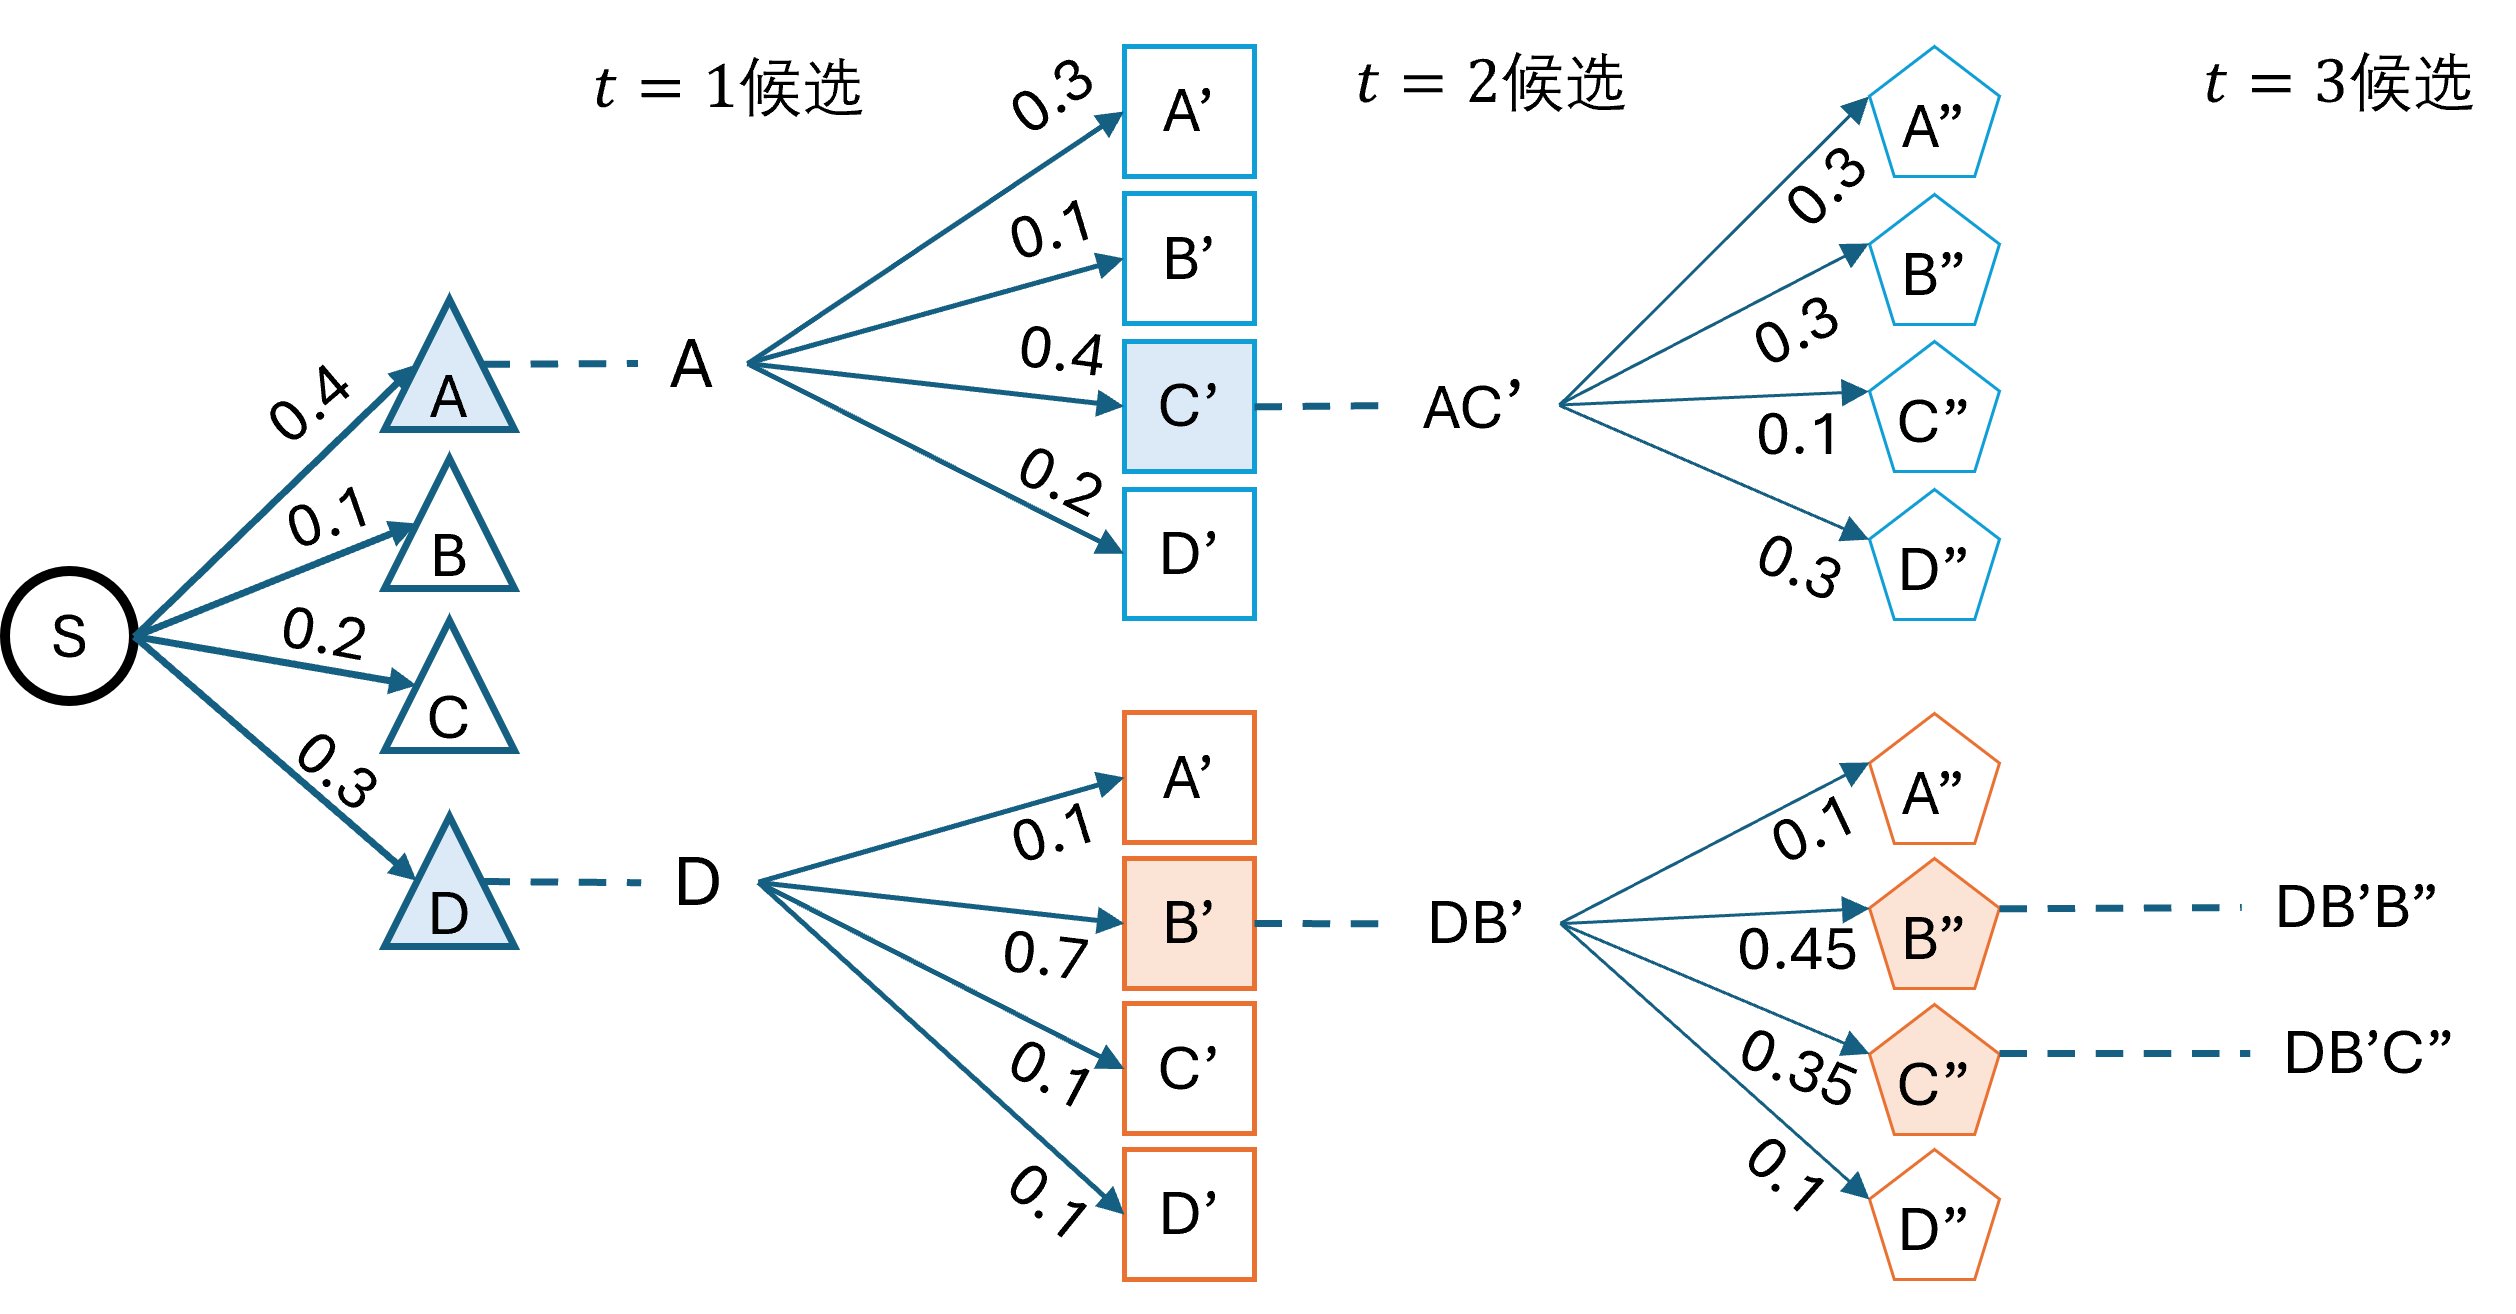 t = 1候选
t = 2候选
t = 3候选
S
0.4
0.1
0.2
0.3
A
B
C
D
A
0.3
0.1
0.4
0.2
A’
B’
C’
D’
D
0.1
0.7
0.1
0.1
A’
B’
C’
D’
AC’
0.3
0.3
0.1
0.3
A”
B”
C”
D”
DB’
0.1
0.45
0.35
0.1
A”
B”
C”
D”
DB’B”
DB’C”